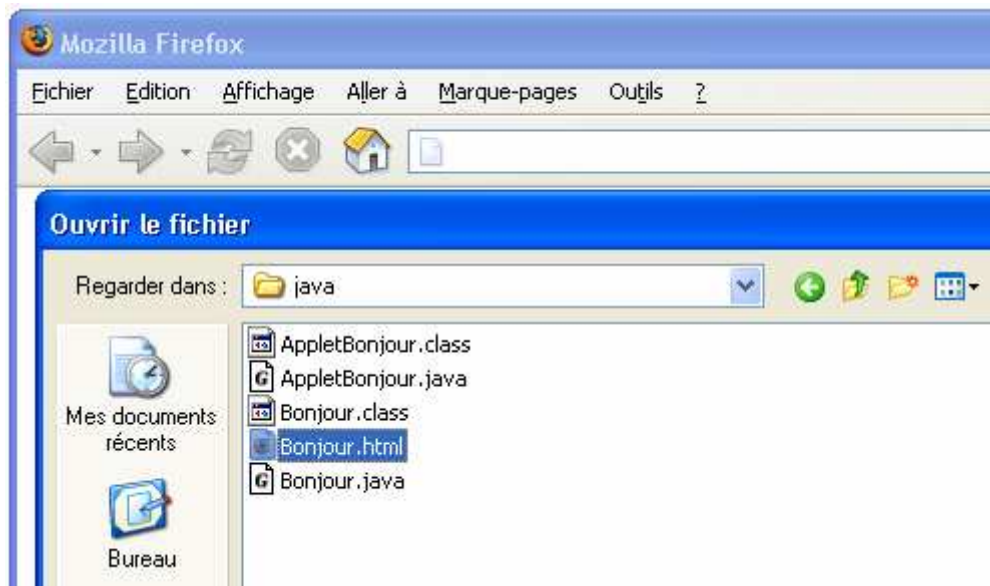 Mozilla Firefox
Fichier Edition Affichage Aller à Marque-pages Outils ?
Ouvrir le fichier
Regarder dans : java
AppletBonjour.class
AppletBonjour.java
Bonjour.class
Bonjour.html
Bonjour.java
Mes documents
récents
Bureau